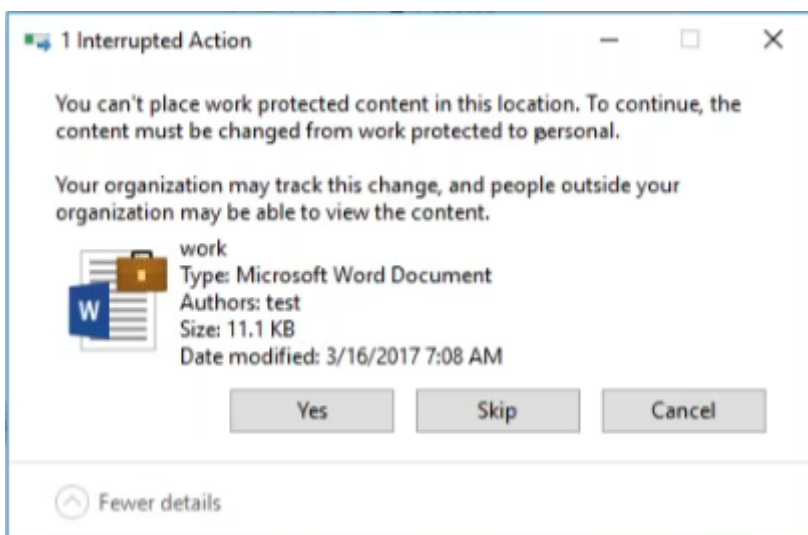 1 Interrupted Action
You can't place work protected content in this location. To continue, the
content must be changed from work protected to personal.
Your organization may track this change, and people outside your
organization may be able to view the content.
work
Type: Microsoft Word Document
W
Authors: test
Size: 11.1 KB
Date modified: 3/16/2017 7:08 AM
Yes Skip Cancel
Fewer details